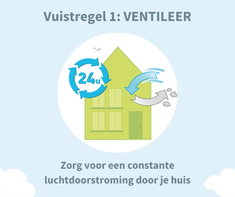 Vuistregel 1: VENTILEER
24u
Zorg voor een constante
luchtdoorstroming door je huis